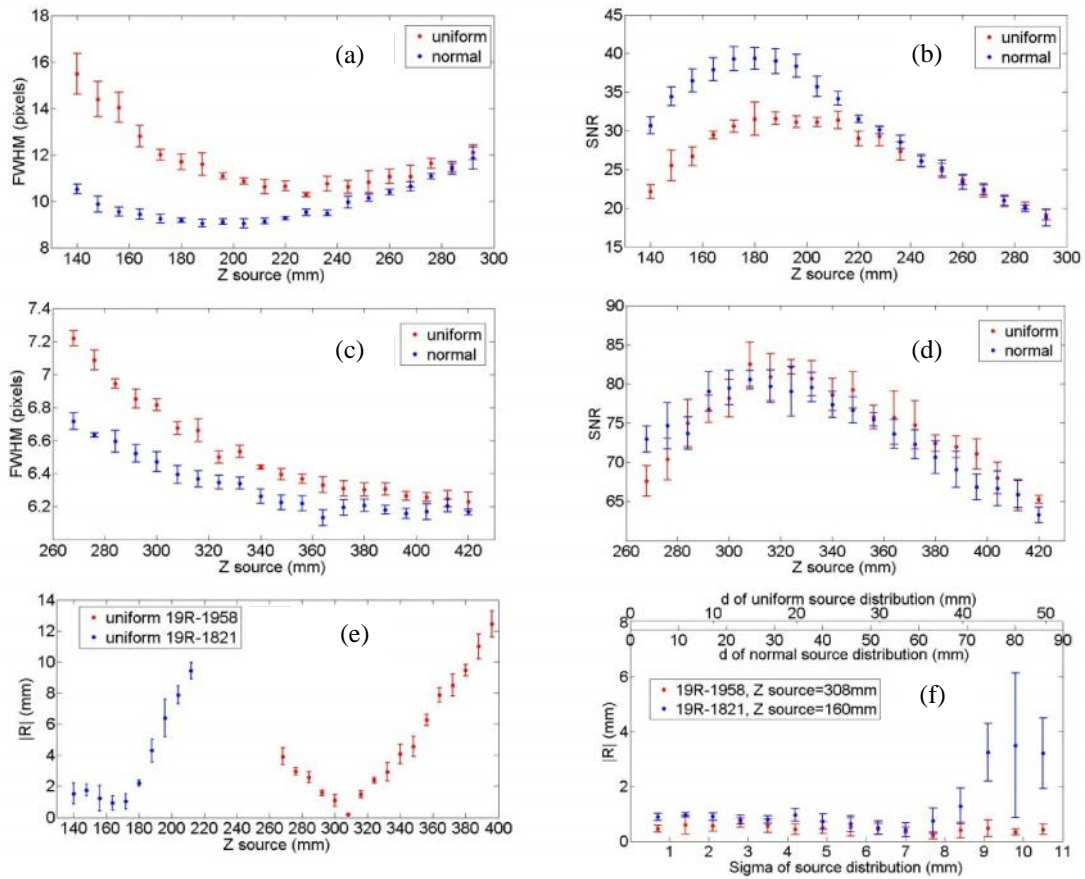 (a)
uniform
normal
FWHM (pixels)
18
16
14
12
10
8
140 160 180 200 220 240 260 280 300
Z source (mm)
(b)
uniform
normal
SNR
45
40
35
30
25
20
15
140 160 180 200 220 240 260 280 300
Z source (mm)
(c)
uniform
normal
FWHM (pixels)
7.4
7.2
7
6.8
6.6
6.4
6.2
260 280 300 320 340 360 380 400 420
Z source (mm)
(d)
uniform
normal
SNR
90
85
80
75
70
65
260 280 300 320 340 360 380 400 420
Z source (mm)
(e)
uniform 19R-1958
uniform 19R-1821
|R| (mm)
14
12
10
8
6
4
2
0
140 160 180 200 220 240 260 280 300 320 340 360 380 400
Z source (mm)
d of uniform source distribution (mm)
0 10 20 30 40 50
0 10 20 30 40 50 60 70 80 90
d of normal source distribution (mm)
(f)
19R-1958, Z source=308mm
19R-1821, Z source=160mm
|R| (mm)
8
6
4
2
0
1 2 3 4 5 6 7 8 9 10 11
Sigma of source distribution (mm)